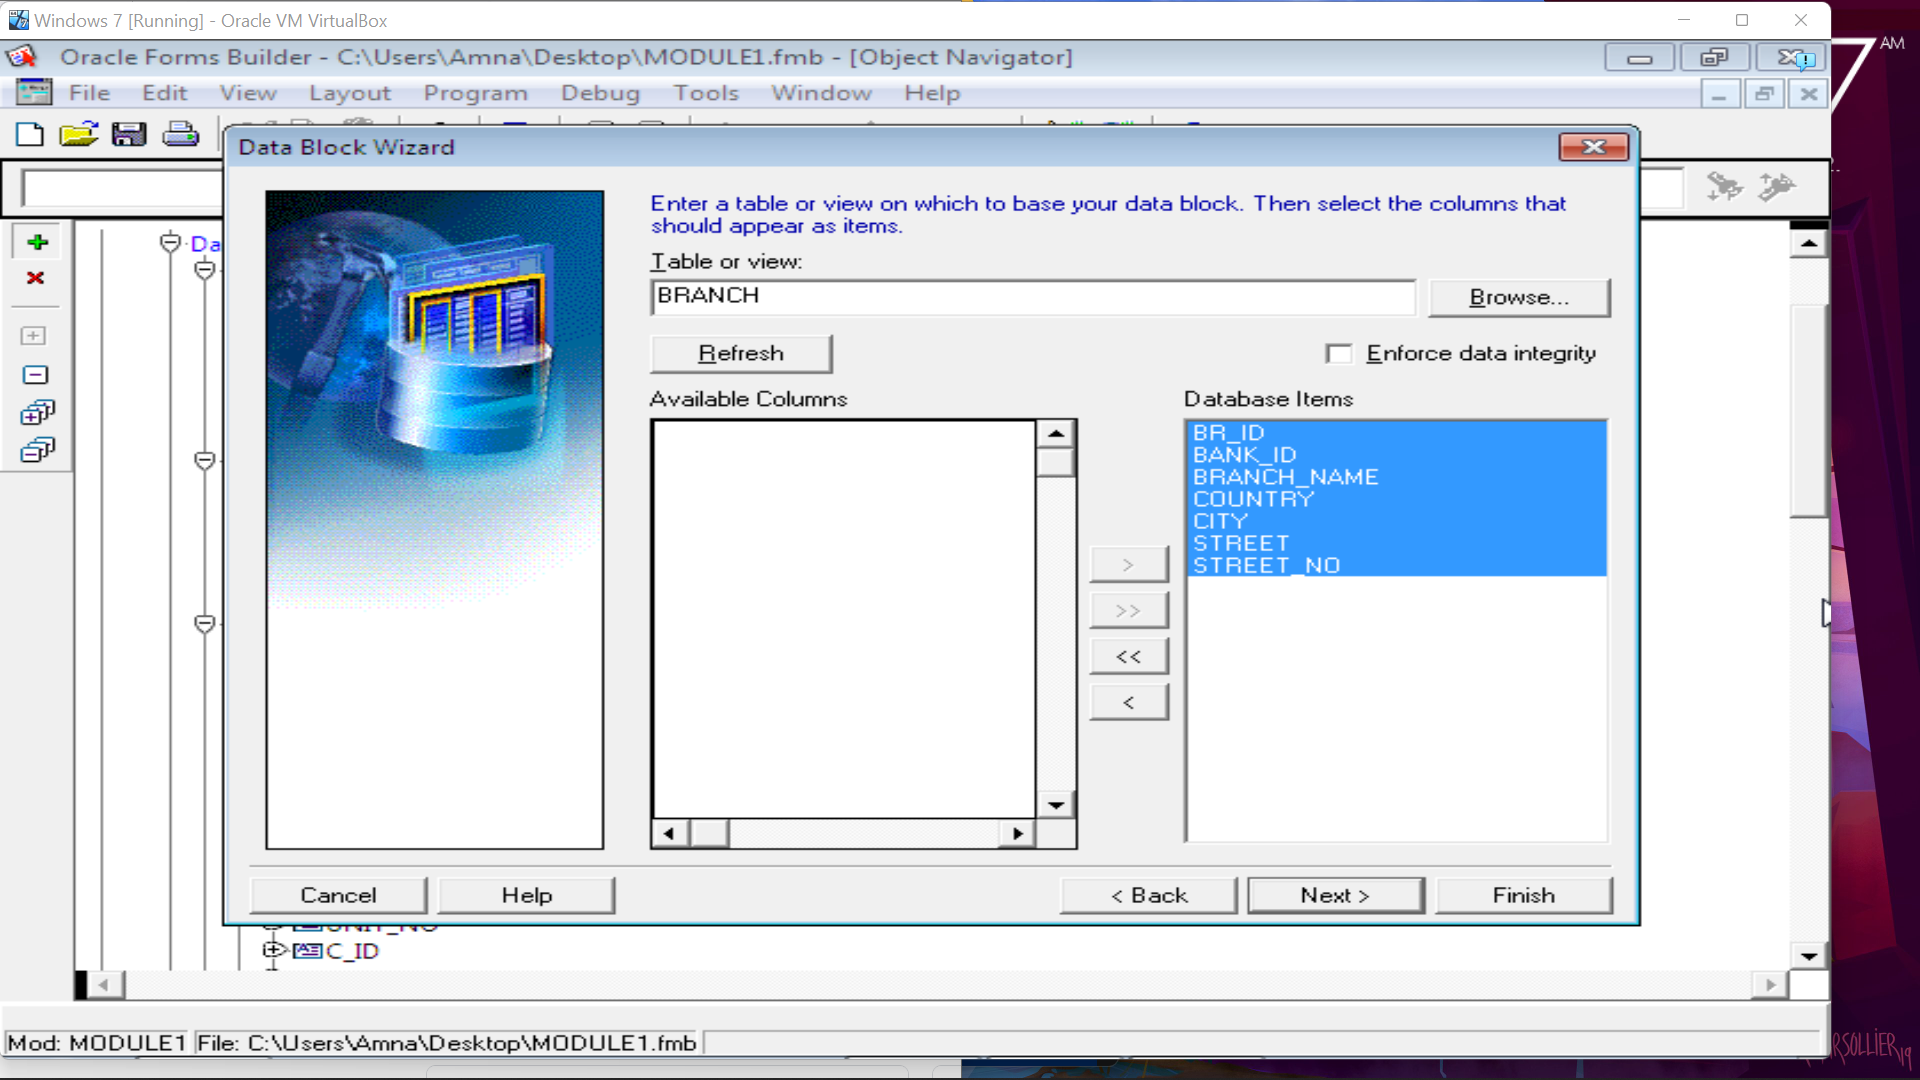 Windows 7 [Running] - Oracle VM VirtualBox
AM
Oracle Forms Builder - C:\Users\Amna\Desktop\MODULE1.fmb - [Object Navigator]
File Edit View Layout Program Debug Tools Window Help
Data Block Wizard
Enter a table or view on which to base your data block. Then select the columns that
should appear as items.
Da
Table or view:
BRANCH
Browse...
Refresh
Enforce data integrity
Available Columns
Database Items
BR_ID
BANK_ID
BRANCH_NAME
COUNTRY
CITY
STREET
STREET_NO
>
>>
<<
<
Cancel Help < Back Next > Finish
UNIT_NO
C_ID
Mod: MODULE1 File: C:\Users\Amna\Desktop\MODULE1.fmb